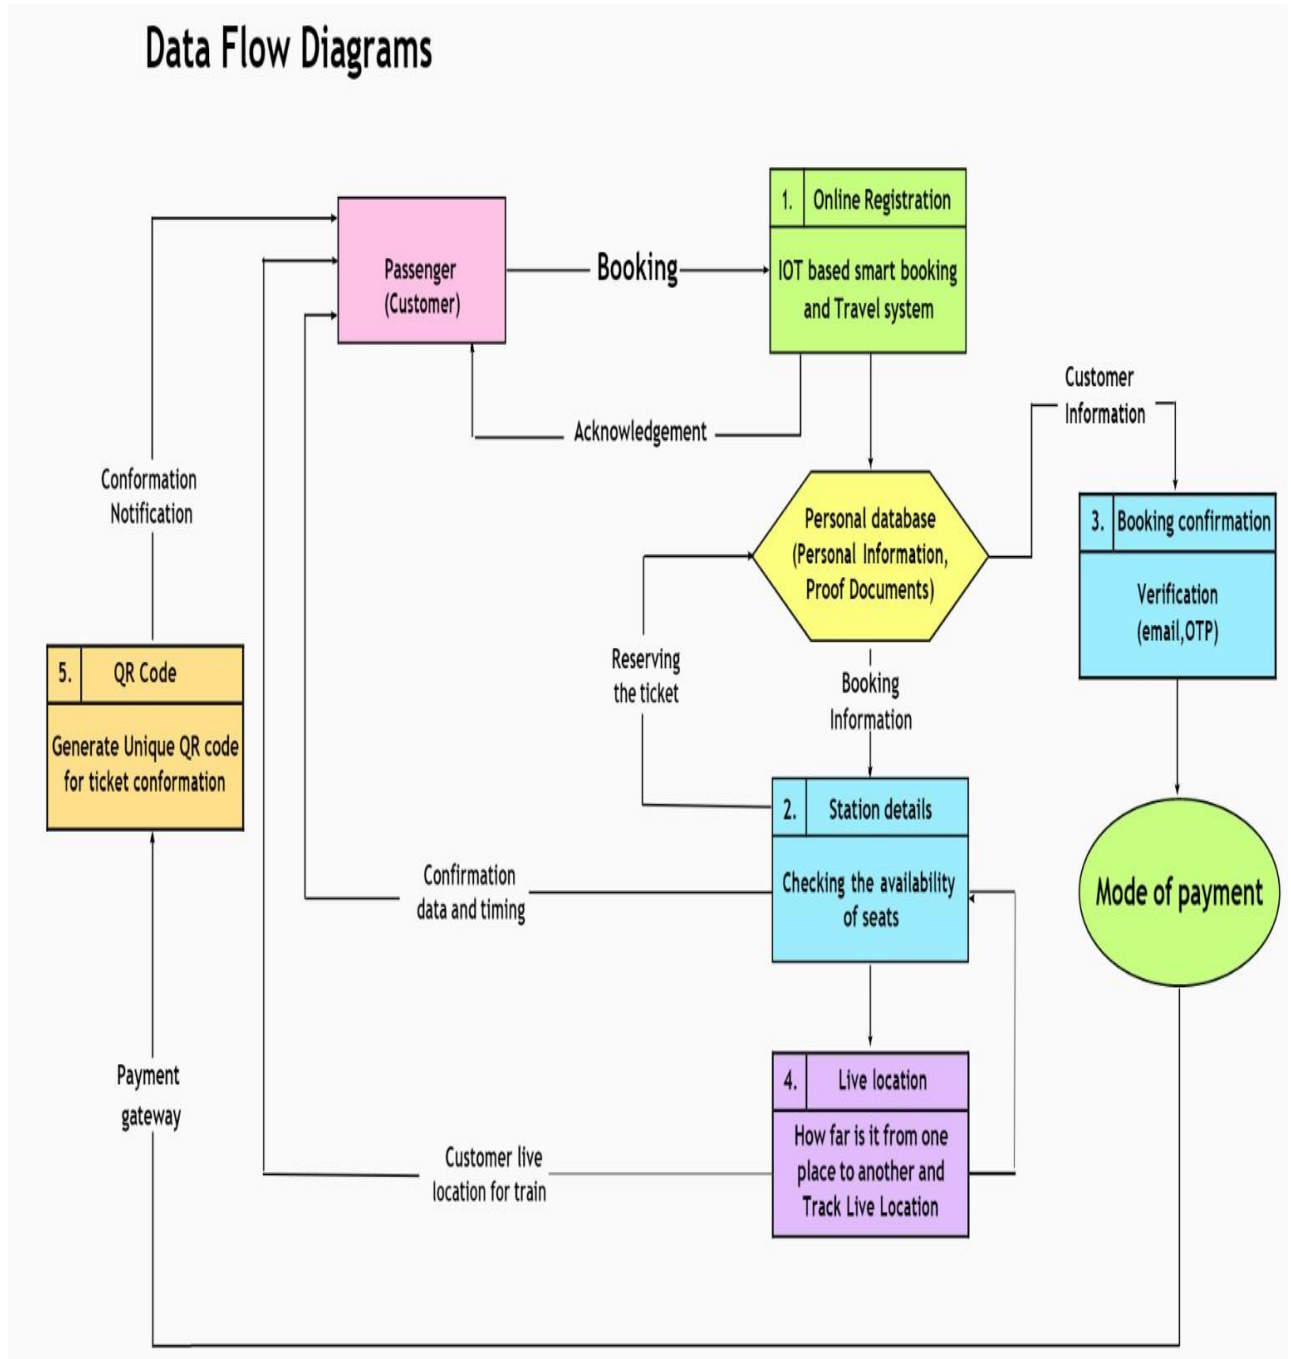 Data Flow Diagrams
1. Online Registration
Passenger
(Customer)
Booking
IOT based smart booking
and Travel system
Customer
Information
Acknowledgement
Conformation
Notification
Personal database
(Personal Information,
Proof Documents)
3. Booking confirmation
Verification
(email,OTP)
Reserving
the ticket
Booking
Information
5. QR Code
Generate Unique QR code
for ticket conformation
2. Station details
Checking the availability
of seats
Confirmation
data and timing
Mode of payment
Payment
gateway
4. Live location
How far is it from one
place to another and
Track Live Location
Customer live
location for train